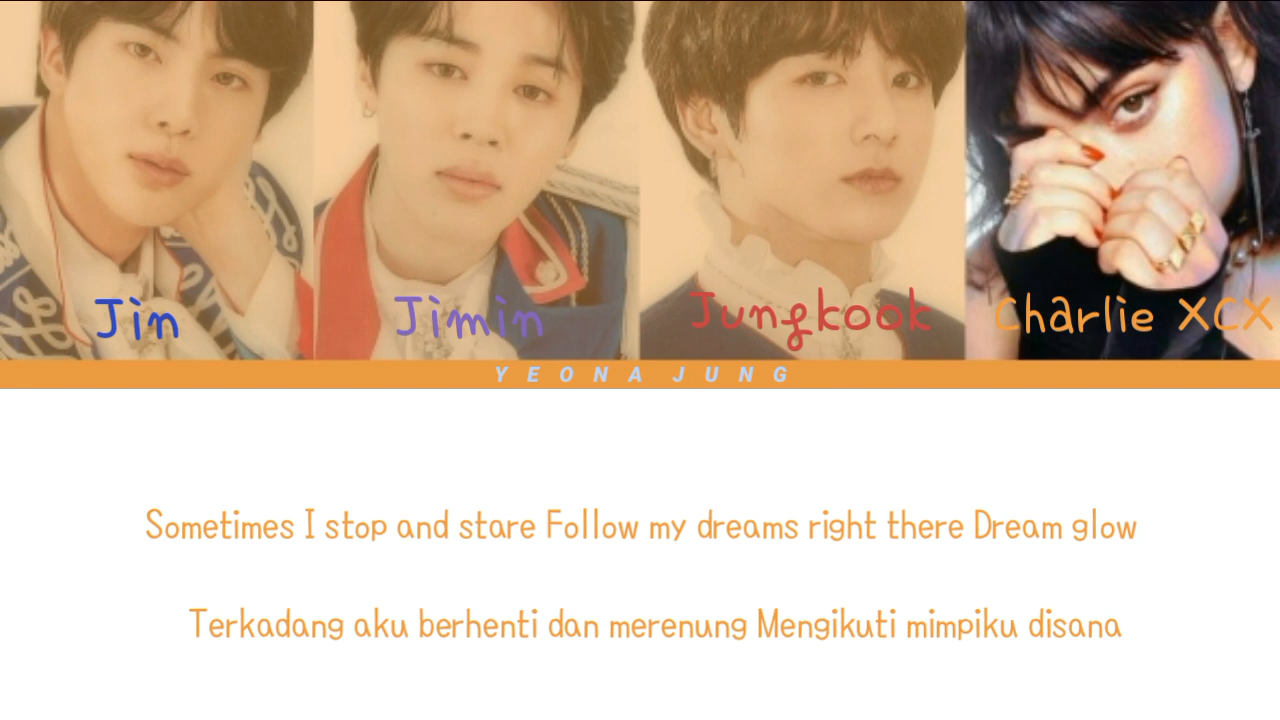 Jin
Jimin
Jungkook
Charlie XCX
YEONA JUNG
Sometimes I stop and stare Follow my dreams right there Dream glow
Terkadang aku berhenti dan merenung Mengikuti mimpiku disana